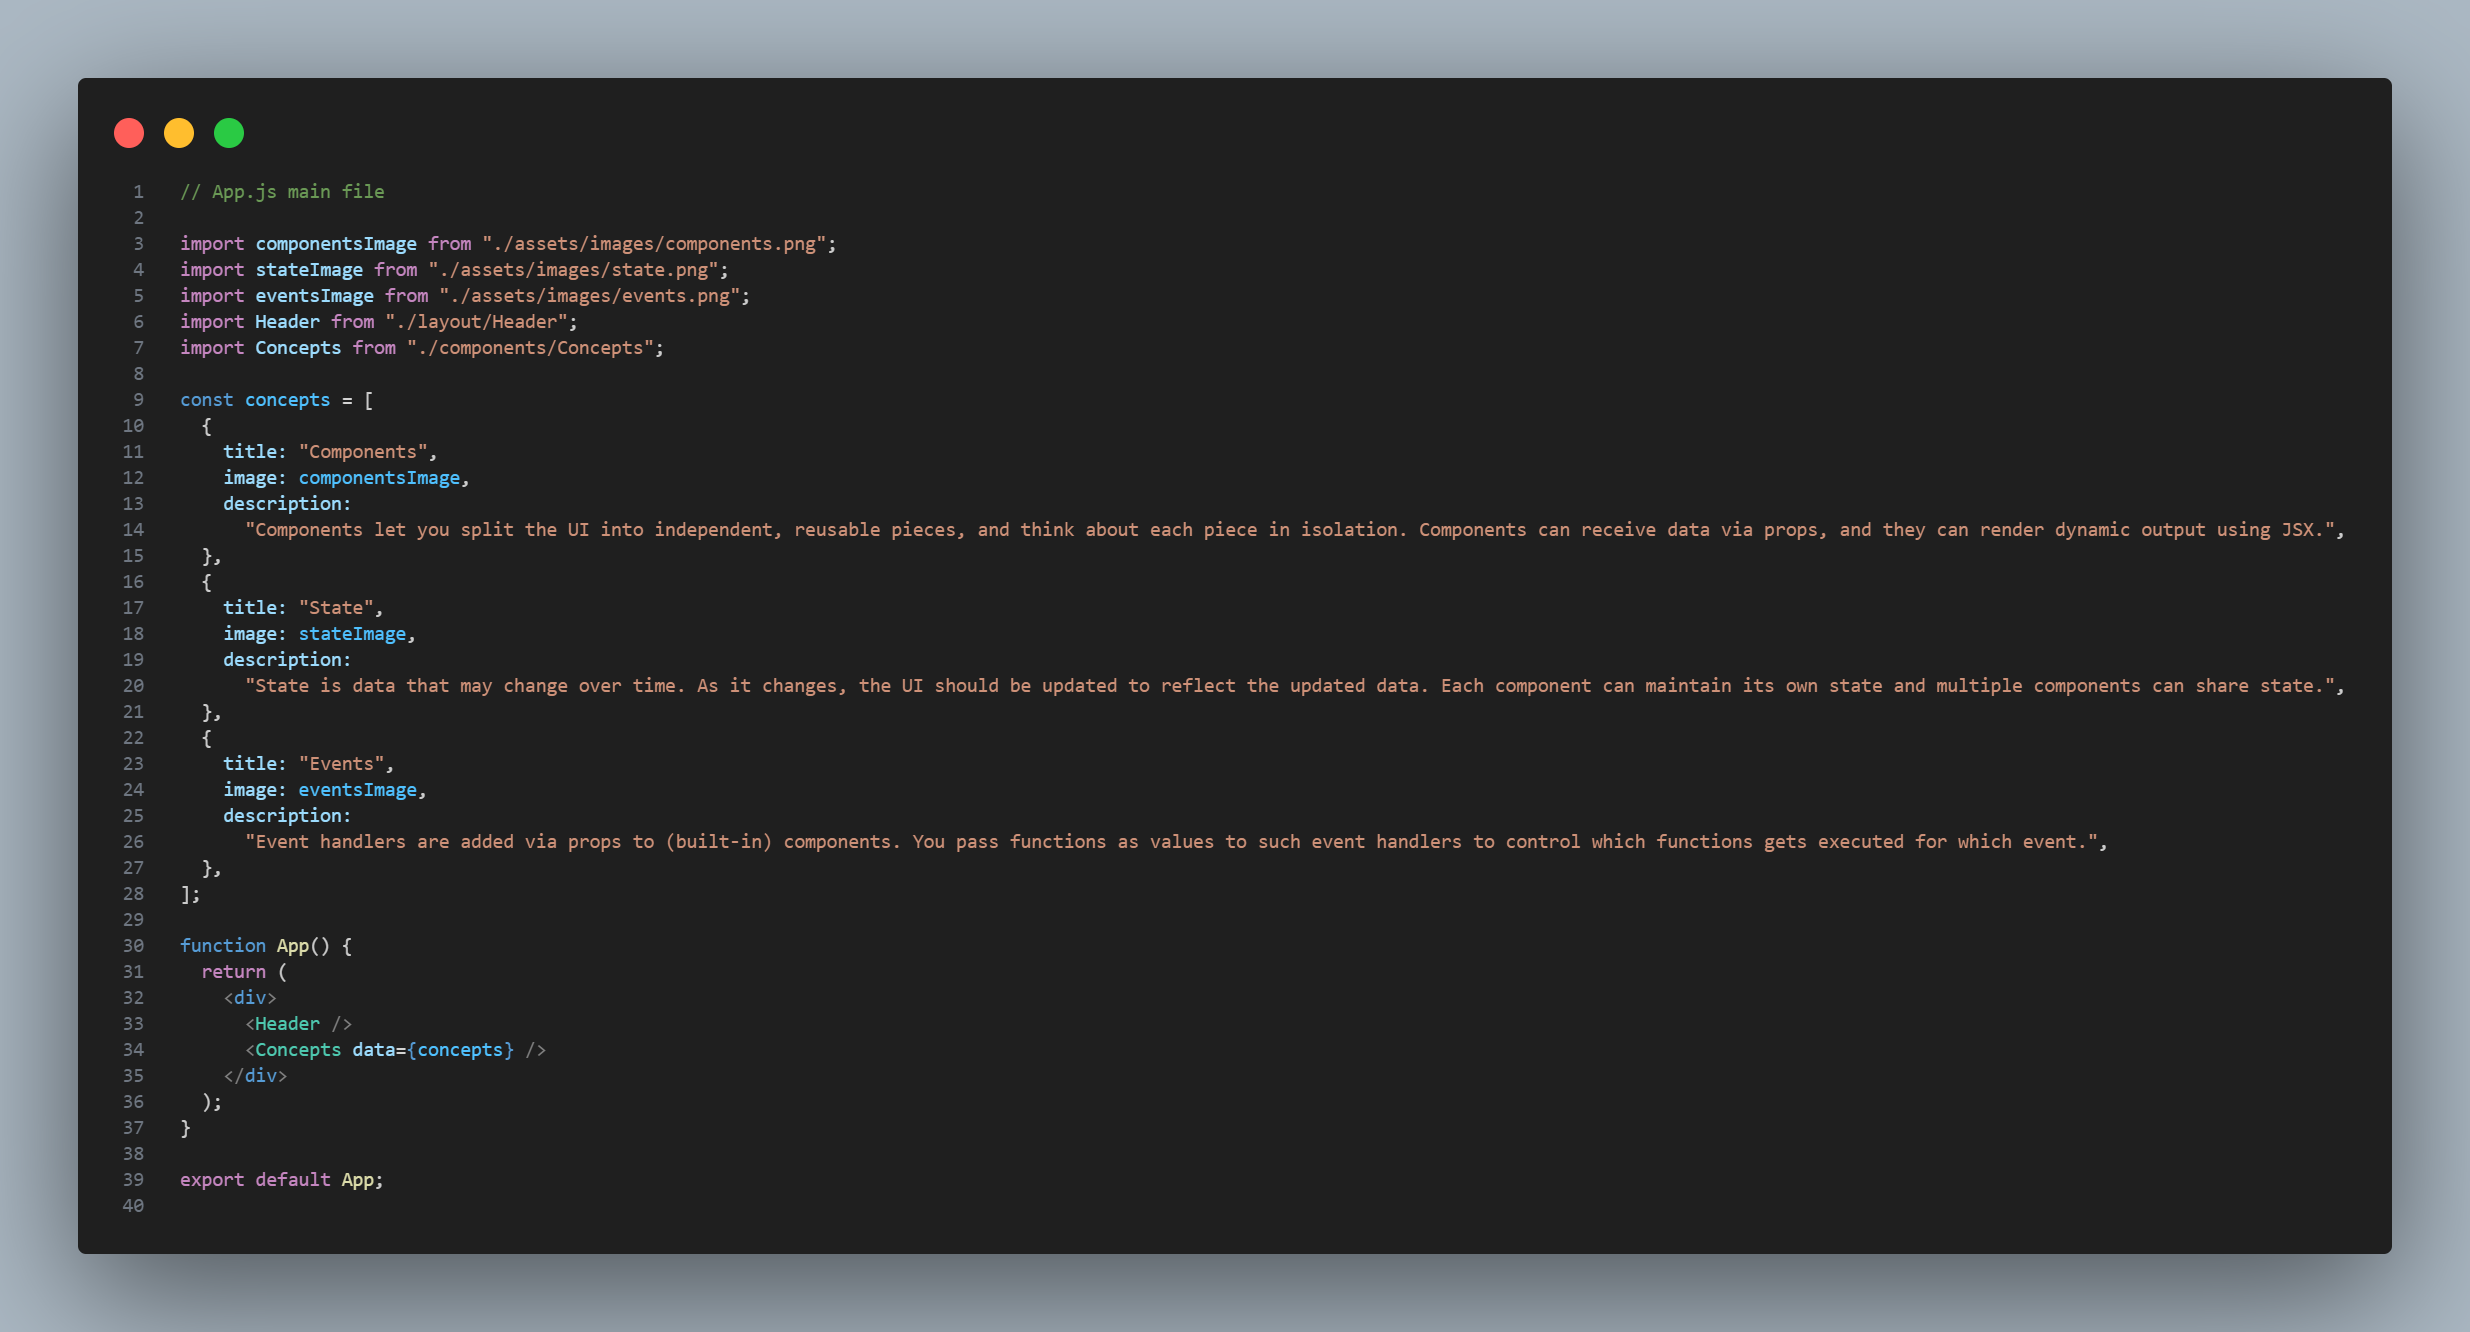 1 // App.js main file
2
3 import componentsImage from "./assets/images/components.png";
4 import stateImage from "./assets/images/state.png";
5 import eventsImage from "./assets/images/events.png";
6 import Header from "./layout/Header";
7 import Concepts from "./components/Concepts";
8
9 const concepts = [
10   {
11     title: "Components",
12     image: componentsImage,
13     description:
14       "Components let you split the UI into independent, reusable pieces, and think about each piece in isolation. Components can receive data via props, and they can render dynamic output using JSX.",
15   },
16   {
17     title: "State",
18     image: stateImage,
19     description:
20       "State is data that may change over time. As it changes, the UI should be updated to reflect the updated data. Each component can maintain its own state and multiple components can share state.",
21   },
22   {
23     title: "Events",
24     image: eventsImage,
25     description:
26       "Event handlers are added via props to (built-in) components. You pass functions as values to such event handlers to control which functions gets executed for which event.",
27   },
28 ];
29
30 function App() {
31   return (
32     <div>
33       <Header />
34       <Concepts data={concepts} />
35     </div>
36   );
37 }
38
39 export default App;
40